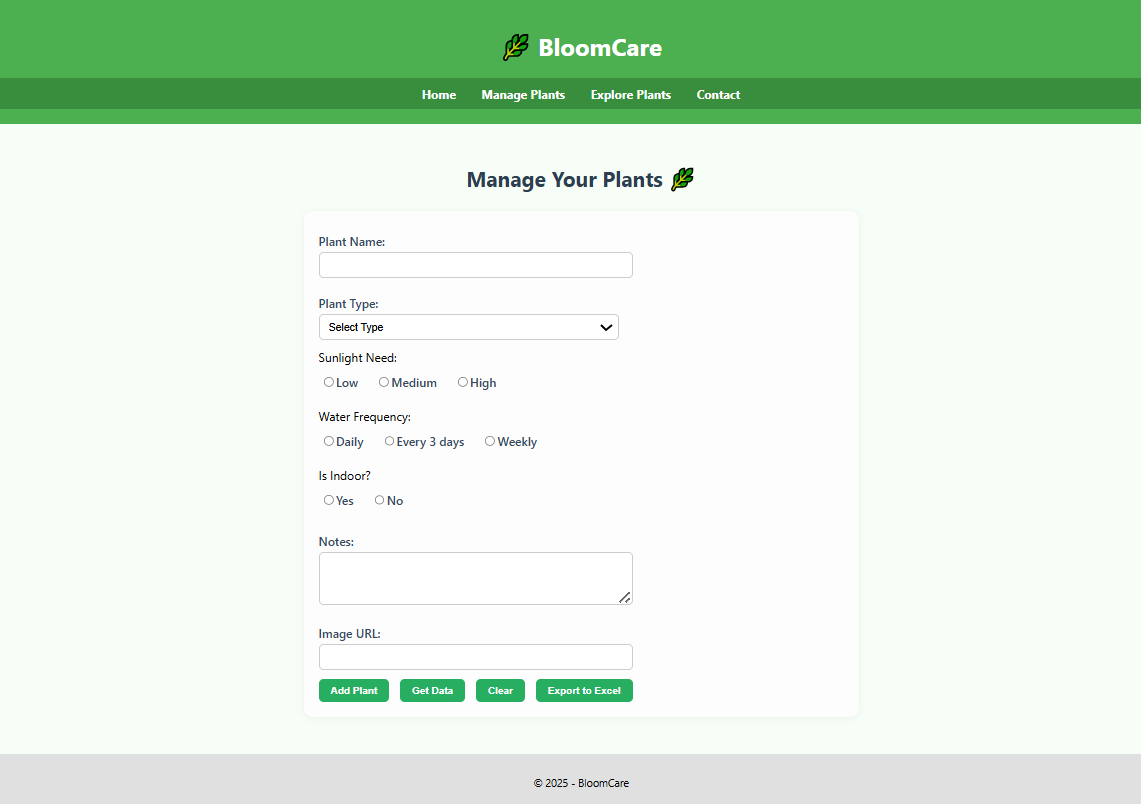 BloomCare
Home Manage Plants Explore Plants Contact
Manage Your Plants
Plant Name:
Plant Type:
Select Type
Sunlight Need:
Low Medium High
Water Frequency:
Daily Every 3 days Weekly
Is Indoor?
Yes No
Notes:
Image URL:
Add Plant Get Data Clear Export to Excel
© 2025 - BloomCare